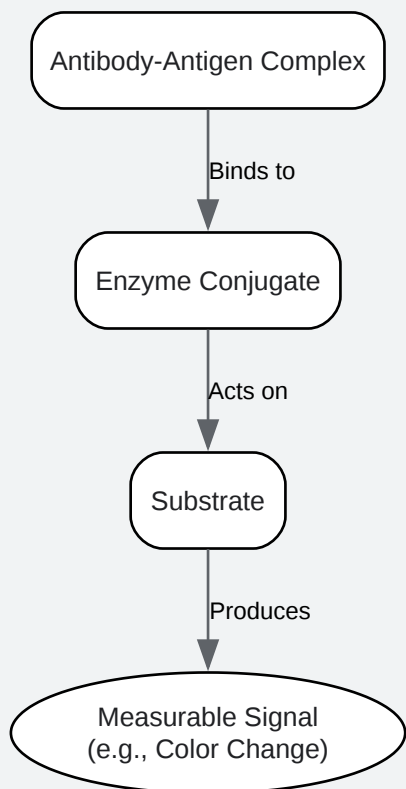 Antibody-Antigen Complex
Binds to
Enzyme Conjugate
Acts on
Substrate
Produces
Measurable Signal
(e.g., Color Change)